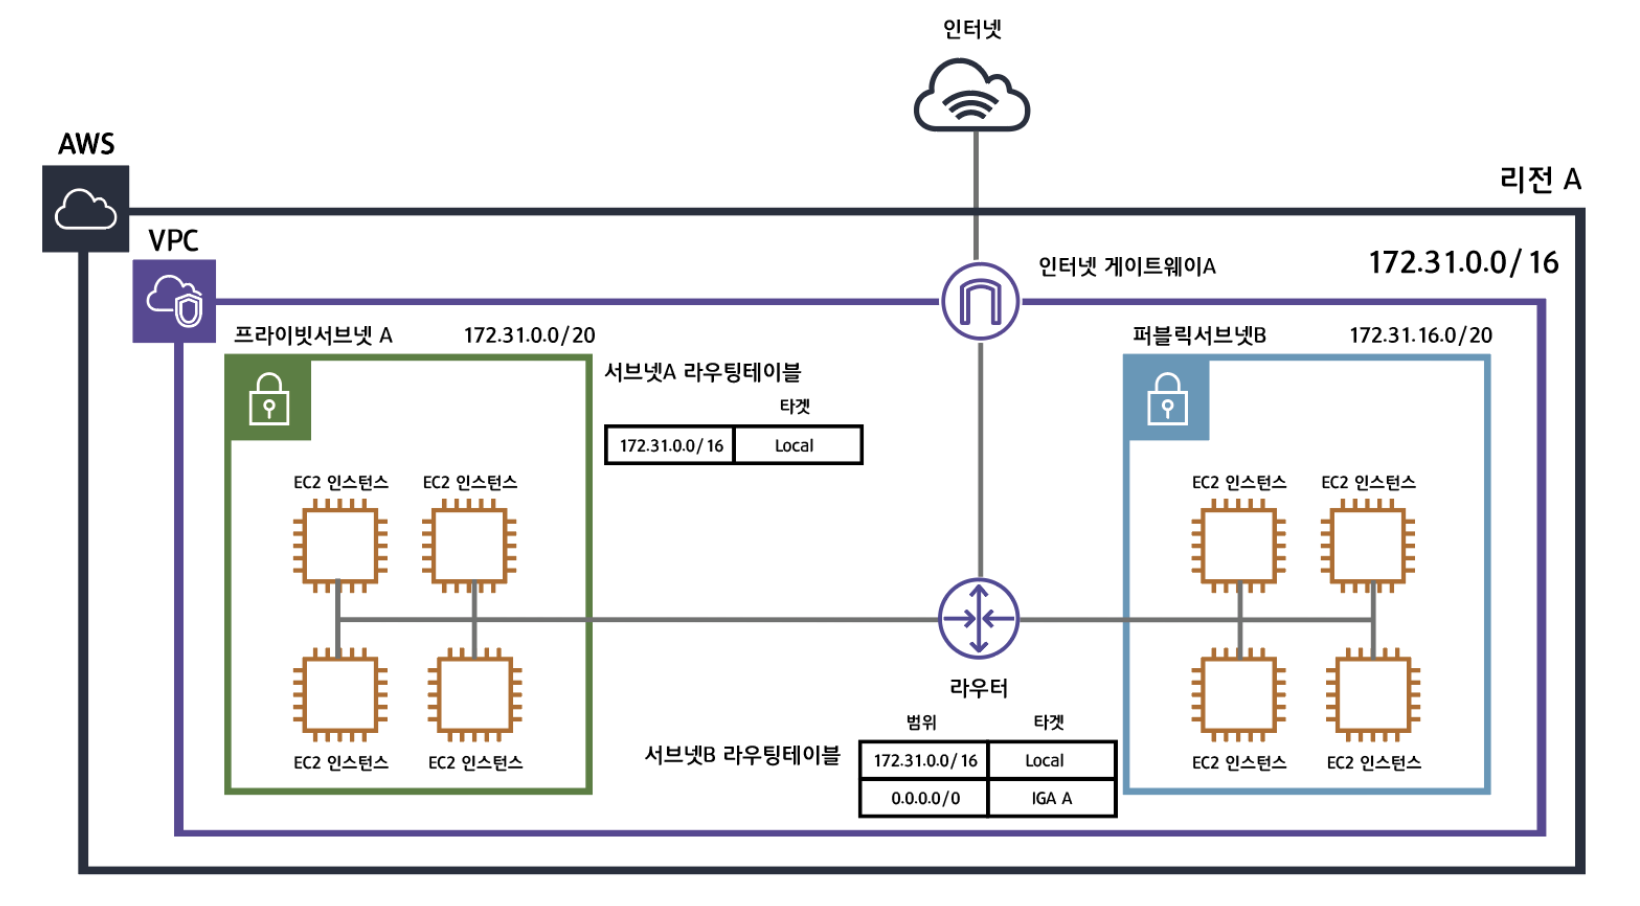 인터넷
AWS
리전 A
VPC
인터넷 게이트웨이A
172.31.0.0/16
프라이빗서브넷 A
172.31.0.0/20
퍼블릭서브넷B
172.31.16.0/20
서브넷A 라우팅테이블
타겟
172.31.0.0/16
Local
EC2 인스턴스
EC2 인스턴스
EC2 인스턴스
EC2 인스턴스
EC2 인스턴스
EC2 인스턴스
EC2 인스턴스
EC2 인스턴스
라우터
범위
타겟
서브넷B 라우팅테이블
172.31.0.0/16
Local
0.0.0.0/0
IGA A